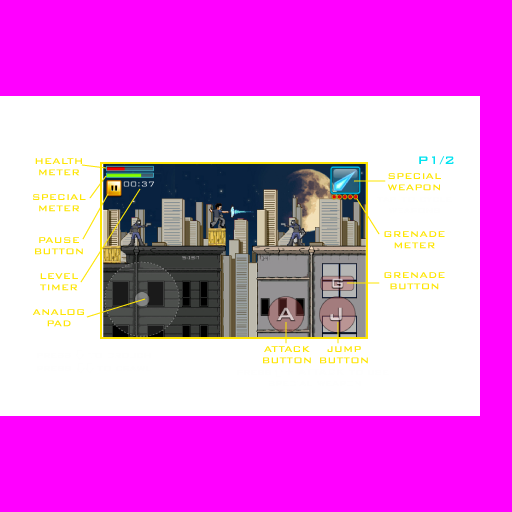 P1/2
HEALTH
METER
SPECIAL
METER
PAUSE
BUTTON
LEVEL
TIMER
ANALOG
PAD
00:37
SPECIAL
WEAPON
GRENADE
METER
GRENADE
BUTTON
G
A
J
ATTACK
BUTTON
JUMP
BUTTON